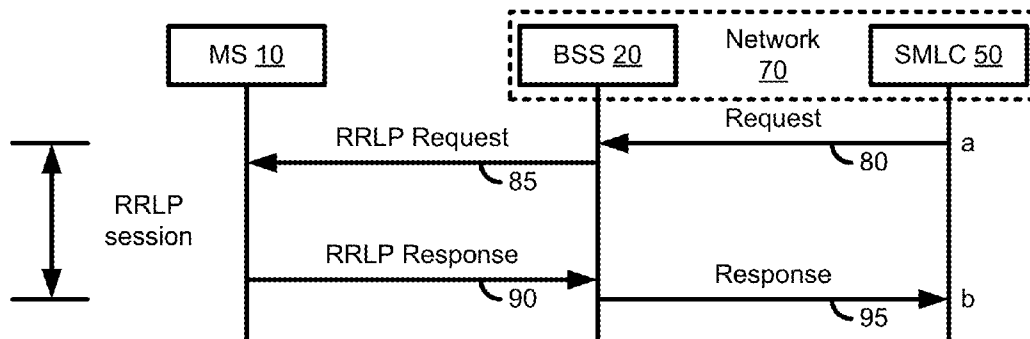 MS 10
BSS 20
Network
70
SMLC 50
Request
a
80
RRLP Request
85
RRLP
session
RRLP Response
90
Response
b
95